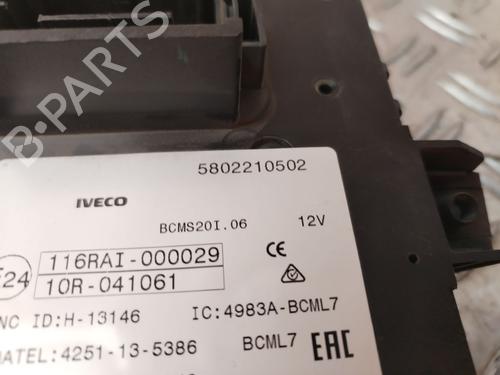 5802210502
IVECO
BCMS20I.06 12V
E24 116RAI-000029
10R-041061
CE
NC ID:H-13146 IC:4983A-BCML7
ATEL:4251-13-5386 BCML7 EAC